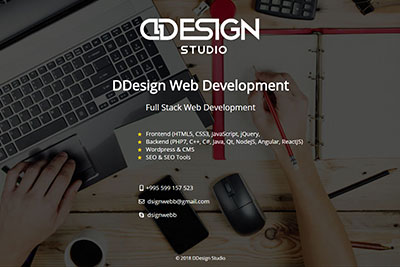 DDESIGN
STUDIO
DDesign Web Development
Full Stack Web Development
Frontend (HTML5, CSS3, JavaScript, jQuery,
Backend (PHP7, C++, C#, Java, Qt, NodeJS, Angular, ReactJS)
Wordpress & CMS
SEO & SEO Tools
+995 599 157 523
dsignwebb@gmail.com
dsignwebb
© 2018 DDesign Studio